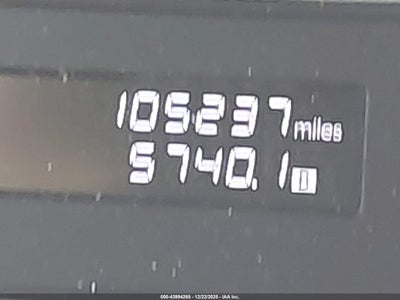 105237 miles
5740.1 B
000-43994265 - 12/22/2025 - IAA Inc.